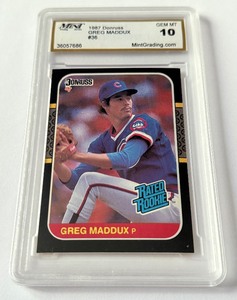 1987 Donruss
GREG MADDUX
#36
GEM MT
10
36057686
MintGrading.com
DONRUSS
RATED
ROOKIE
GREG MADDUX P